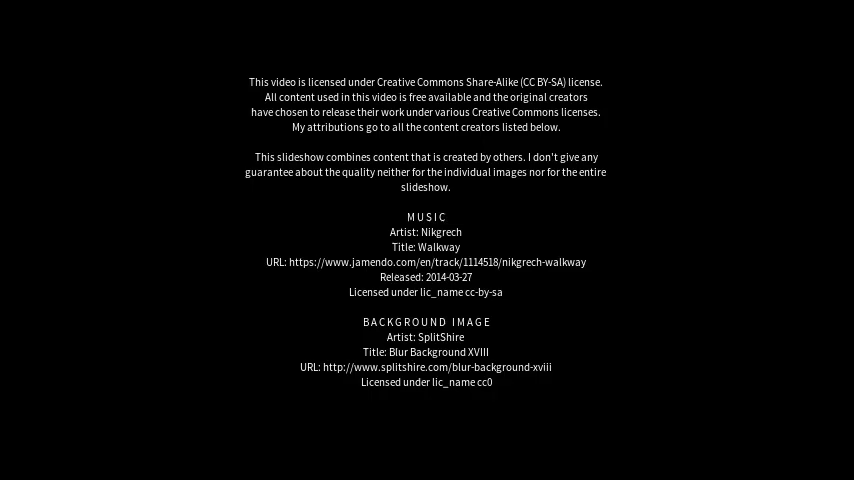 This video is licensed under Creative Commons Share-Alike (CC BY-SA) license.
All content used in this video is free available and the original creators
have chosen to release their work under various Creative Commons licenses.
My attributions go to all the content creators listed below.
This slideshow combines content that is created by others. I don't give any
guarantee about the quality neither for the individual images nor for the entire
slideshow.
MUSIC
Artist: Nikgrech
Title: Walkway
URL: https://www.jamendo.com/en/track/1114518/nikgrech-walkway
Released: 2014-03-27
Licensed under lic_name cc-by-sa
BACKGROUND IMAGE
Artist: SplitShire
Title: Blur Background XVIII
URL: http://www.splitshire.com/blur-background-xviii
Licensed under lic_name cc0